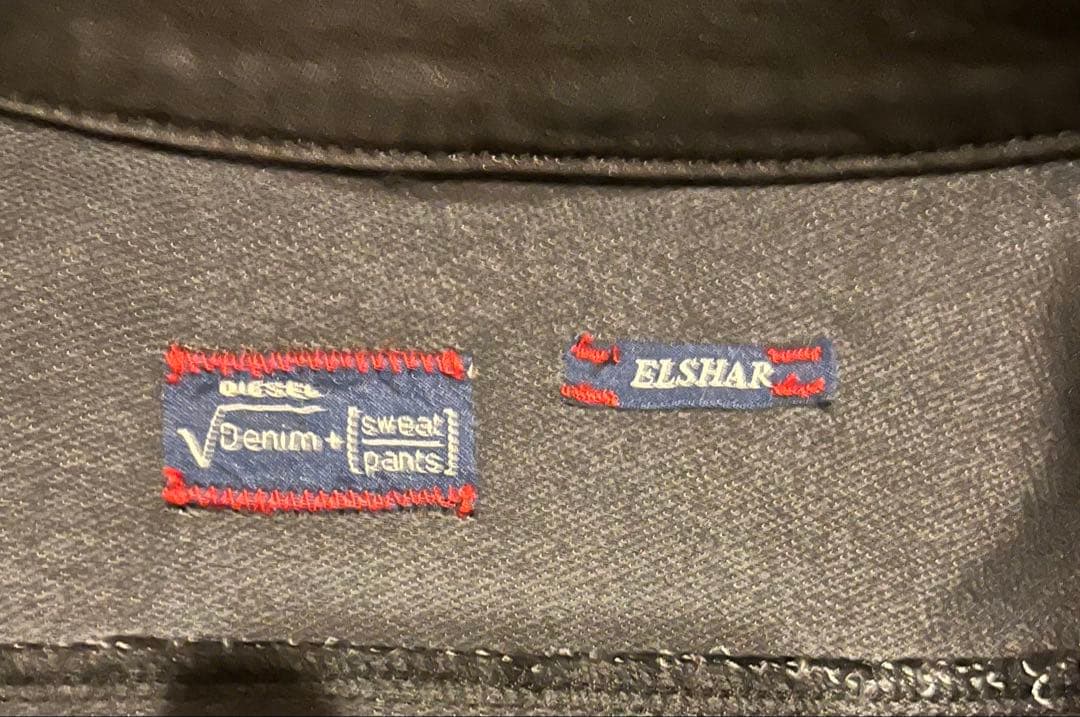 DIESEL
√Denim+[sweat
pants]
ELSHAR